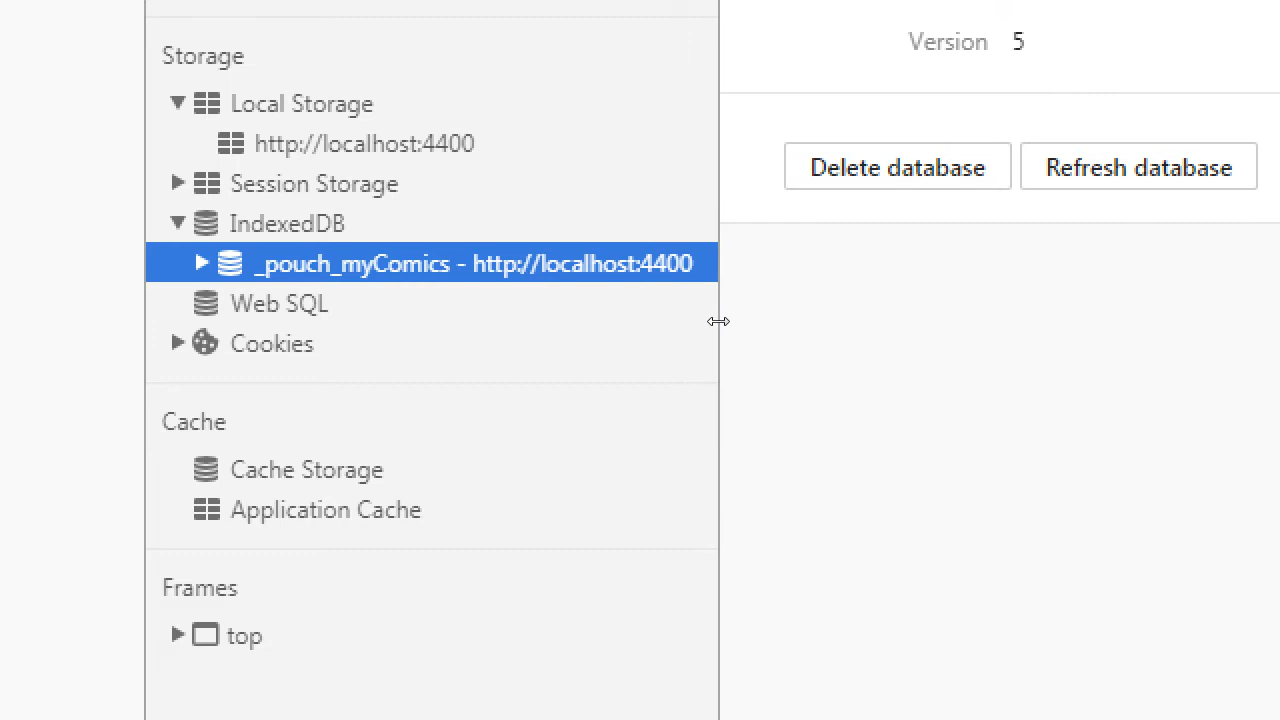 Storage
Local Storage
http://localhost:4400
Session Storage
IndexedDB
_pouch_myComics - http://localhost:4400
Web SQL
Cookies
Cache
Cache Storage
Application Cache
Frames
top
Version 5
Delete database
Refresh database